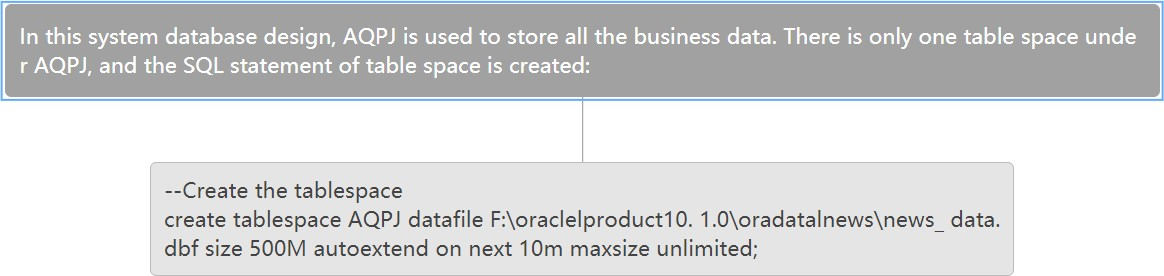 In this system database design, AQPJ is used to store all the business data. There is only one table space unde
r AQPJ, and the SQL statement of table space is created:
--Create the tablespace
create tablespace AQPJ datafile F:\oraclelproduct10. 1.0\oradatalnews\news_ data.
dbf size 500M autoextend on next 10m maxsize unlimited;